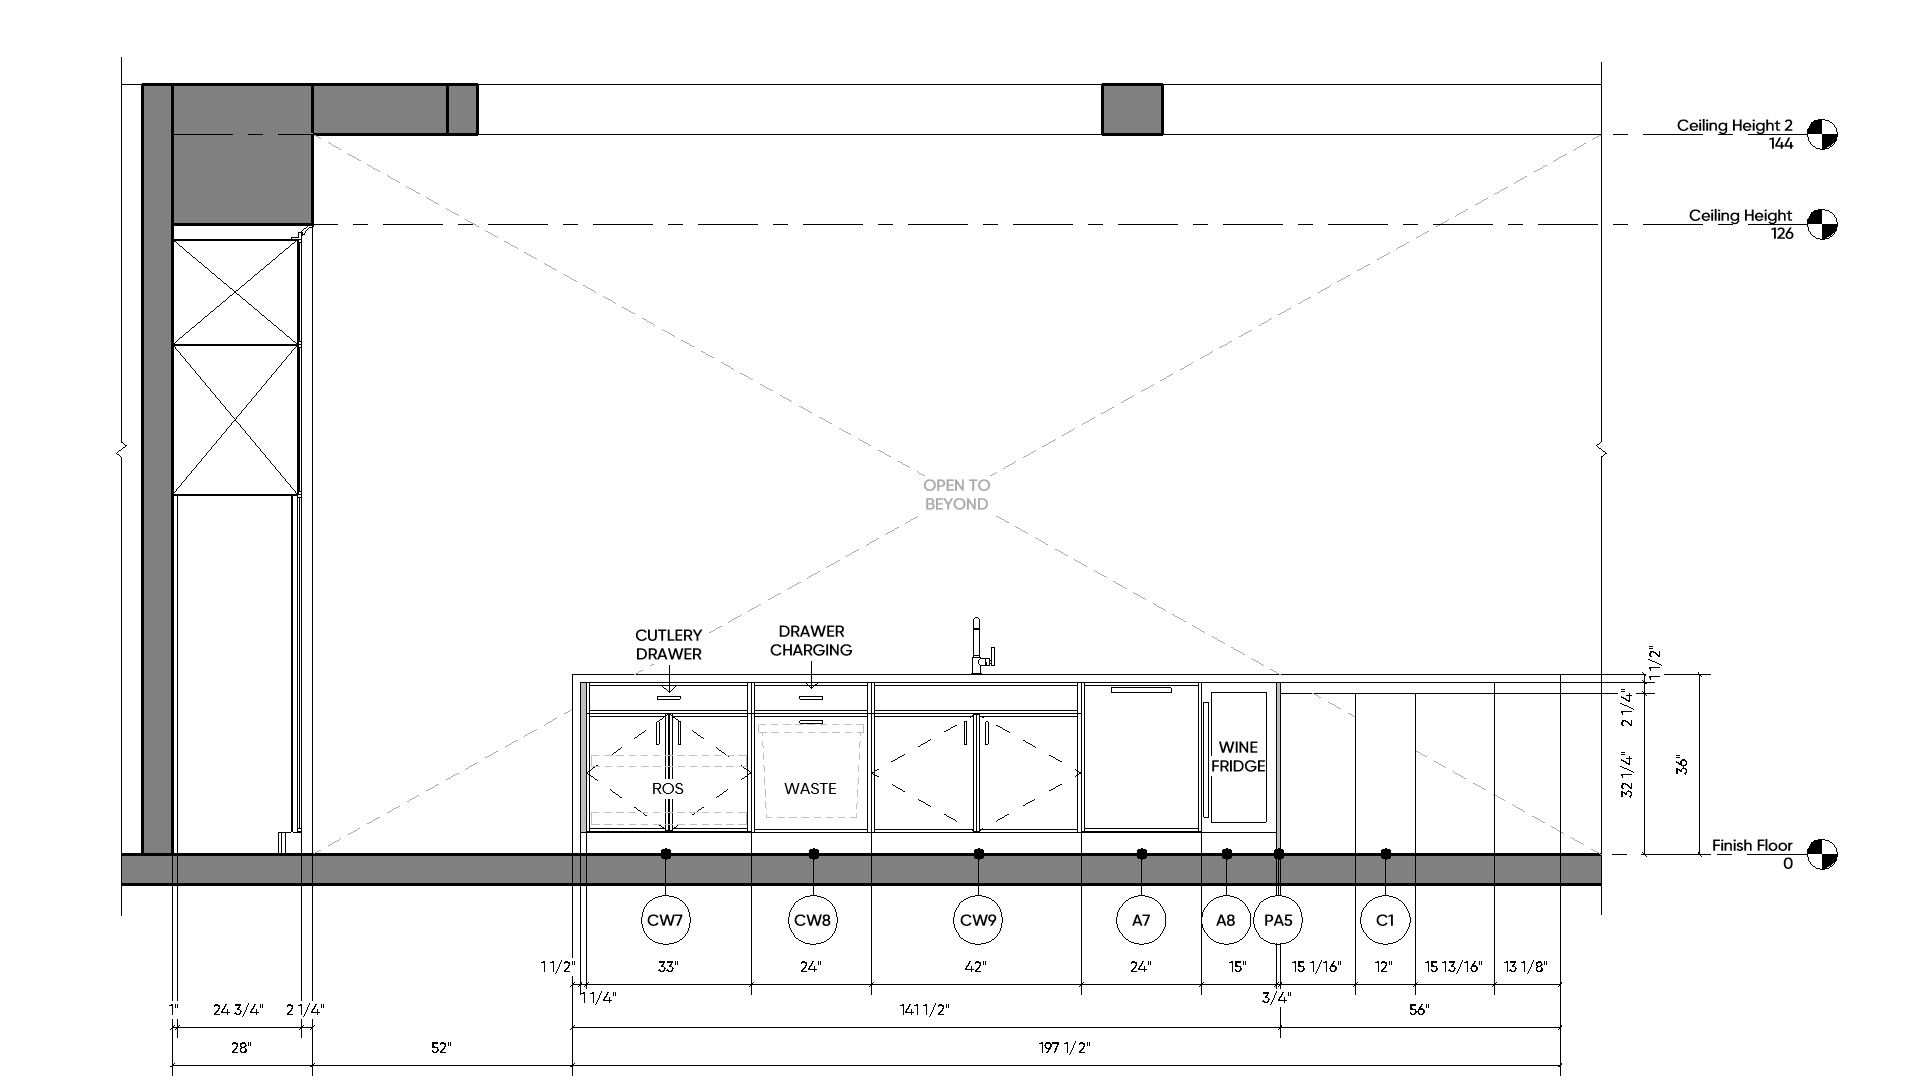 Ceiling Height 2
144
Ceiling Height
126
OPEN TO
BEYOND
CUTLERY
DRAWER
DRAWER
CHARGING
1 1/2"
2 1/4"
32 1/4"
36"
WINE
FRIDGE
ROS
WASTE
Finish Floor
0
CW7
CW8
CW9
A7
A8
PA5
C1
1 1/2"
33"
24"
42"
24"
15"
15 1/16"
12"
15 13/16"
13 1/8"
1 1/4"
3/4"
1"
24 3/4"
2 1/4"
141 1/2"
56"
28"
52"
197 1/2"